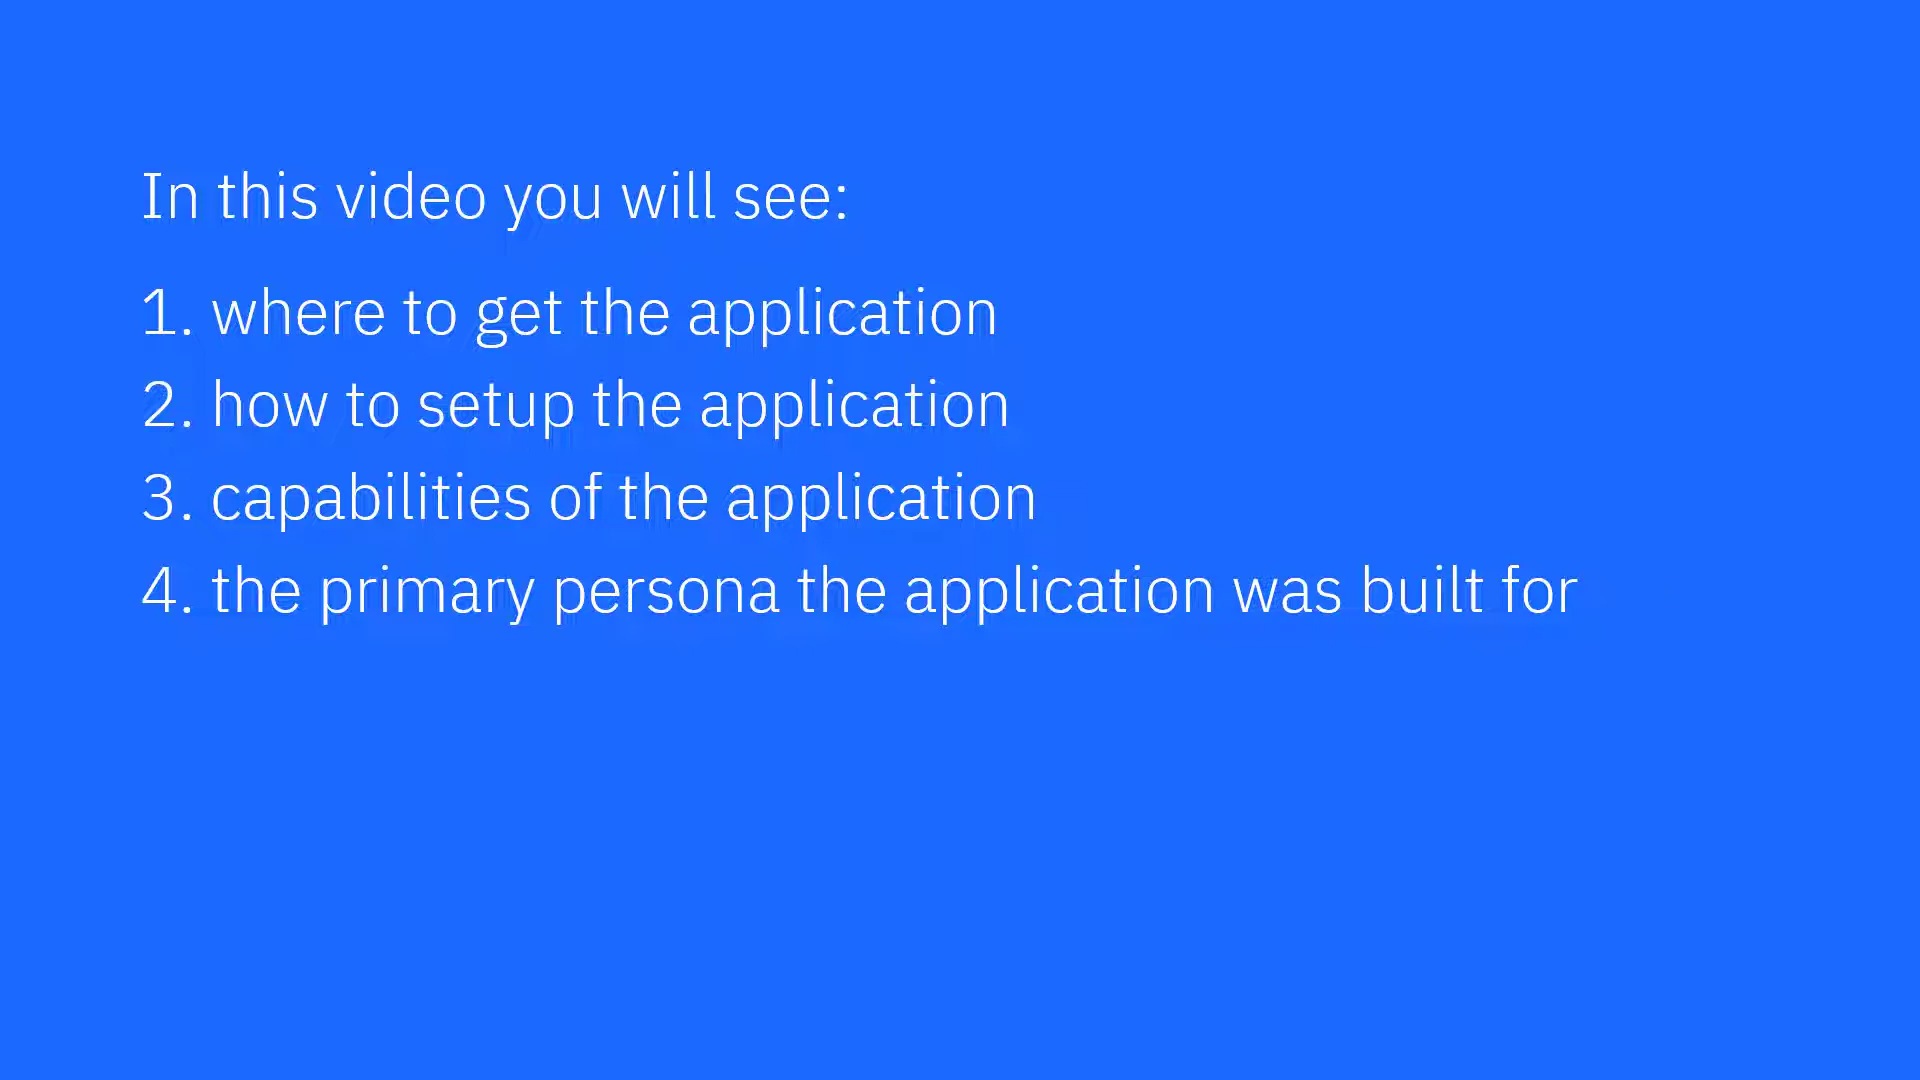 In this video you will see:
1. where to get the application
2. how to setup the application
3. capabilities of the application
4. the primary persona the application was built for